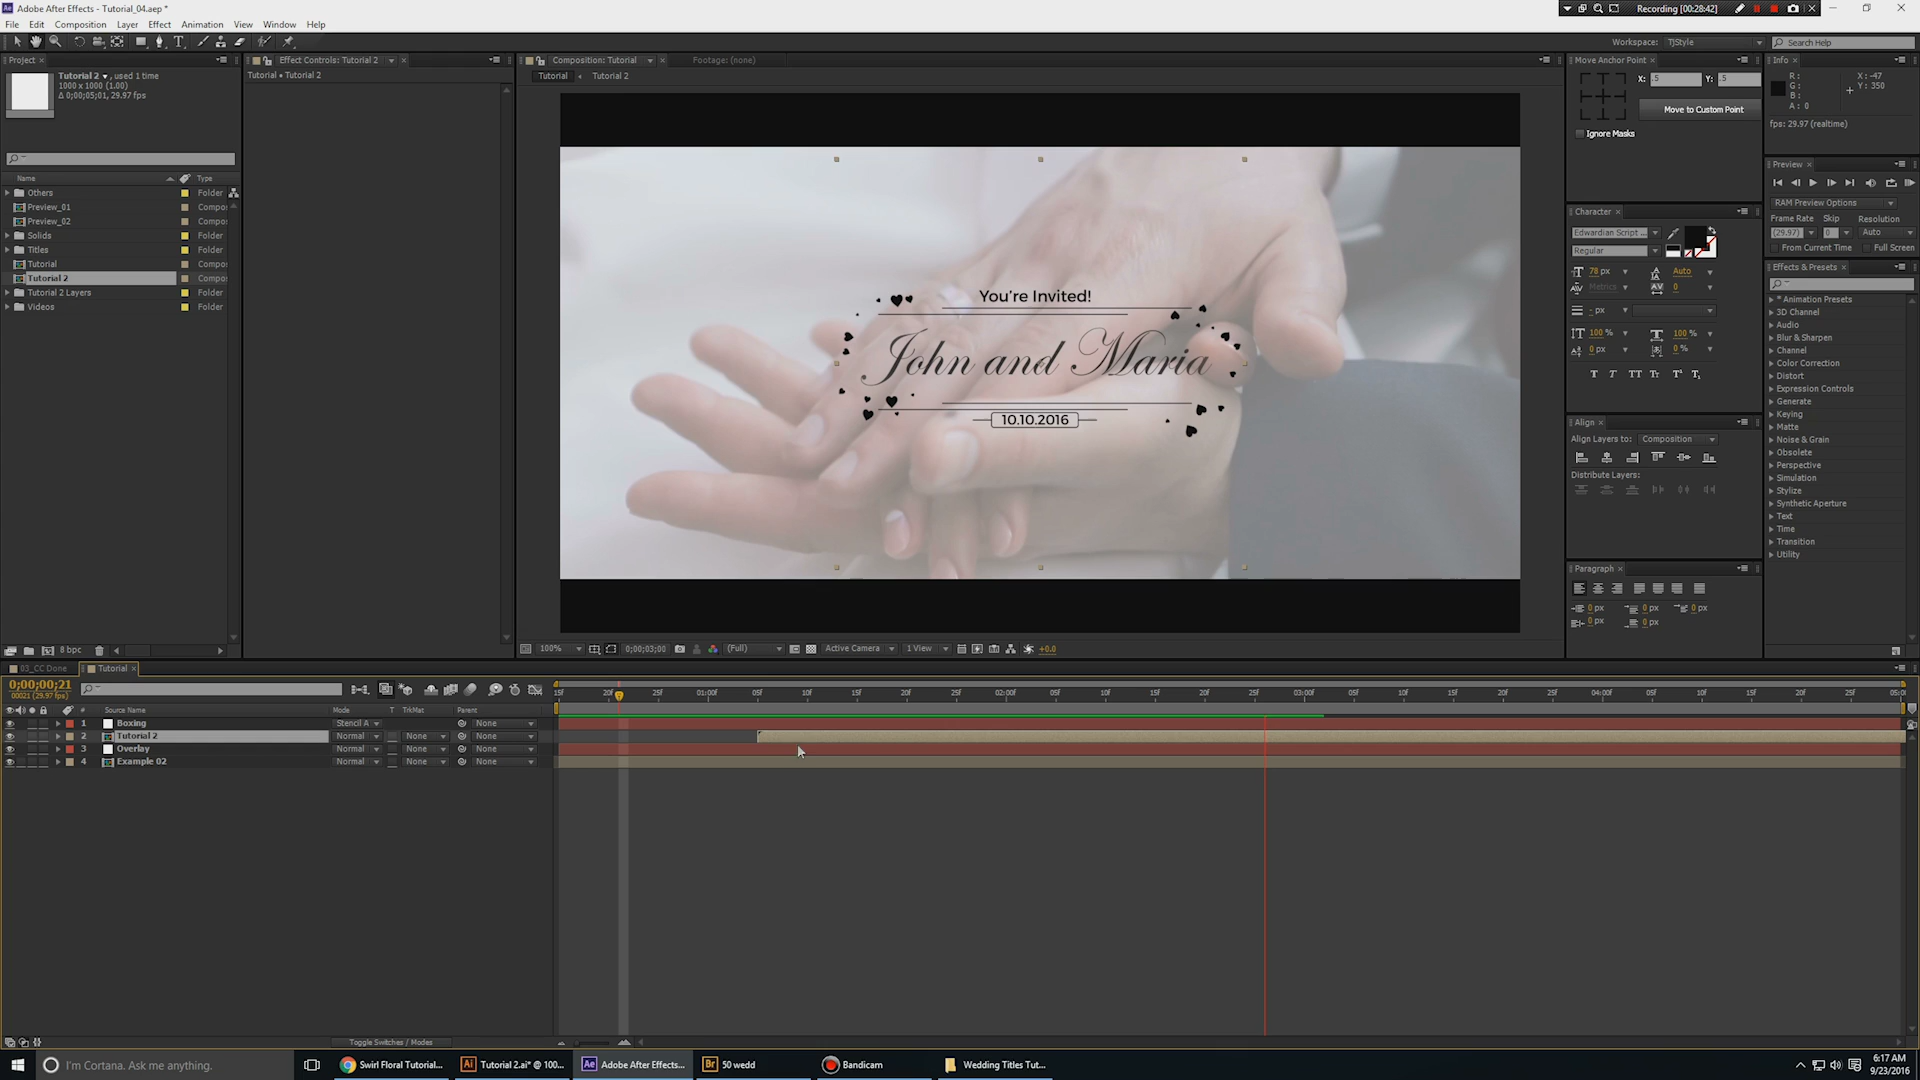 Adobe After Effects - Tutorial_04.aep *
Recording [00:28:42]
File Edit Composition Layer Effect Animation View Window Help
Workspace: TJStyle
Search Help
Project
Tutorial 2 , used 1 time
1000 x 1000 (1.00)
Δ 0;00;05;01, 29.97 fps
Name Type
Others Folder
Preview_01 Compos
Preview_02 Compos
Solids Folder
Titles Folder
Tutorial Compos
Tutorial 2 Compos
Tutorial 2 Layers Folder
Videos Folder
8 bpc
Effect Controls: Tutorial 2
Tutorial • Tutorial 2
Composition: Tutorial
Footage: (none)
Tutorial Tutorial 2
You're Invited!
John and Maria
10.10.2016
100% 0;00;03;00 (Full) Active Camera 1 View +0.0
Move Anchor Point
X: .5 Y: .5
Move to Custom Point
Ignore Masks
Character
Edwardian Script ...
Regular
78 px Auto
Metrics 0
- px
100 % 100 %
0 px 0 %
T T TT Tr T¹ T₁
Align
Align Layers to: Composition
Distribute Layers:
Paragraph
0 px 0 px 0 px
0 px 0 px
Info
R :
G :
B :
A : 0
X : -47
Y : 350
fps: 29.97 (realtime)
Preview
RAM Preview Options
Frame Rate Skip Resolution
(29.97) 0 Auto
From Current Time Full Screen
Effects & Presets
* Animation Presets
3D Channel
Audio
Blur & Sharpen
Channel
Color Correction
Distort
Expression Controls
Generate
Keying
Matte
Noise & Grain
Obsolete
Perspective
Simulation
Stylize
Synthetic Aperture
Text
Time
Transition
Utility
03_CC Done Tutorial
0;00;00;21
00021 (29.97 fps)
# Source Name Mode T TrkMat Parent
1 Boxing Stencil A None
2 Tutorial 2 Normal None None
3 Overlay Normal None None
4 Example 02 Normal None None
15f 20f 25f 01:00f 05f 10f 15f 20f 25f 02:00f 05f 10f 15f 20f 25f 03:00f 05f 10f 15f 20f 25f 04:00f 05f 10f 15f 20f 25f 05:00
Toggle Switches / Modes
I'm Cortana. Ask me anything.
Swirl Floral Tutorial...
Tutorial 2.ai* @ 100...
Adobe After Effects...
50 wedd
Bandicam
Wedding Titles Tut...
6:17 AM
9/23/2016